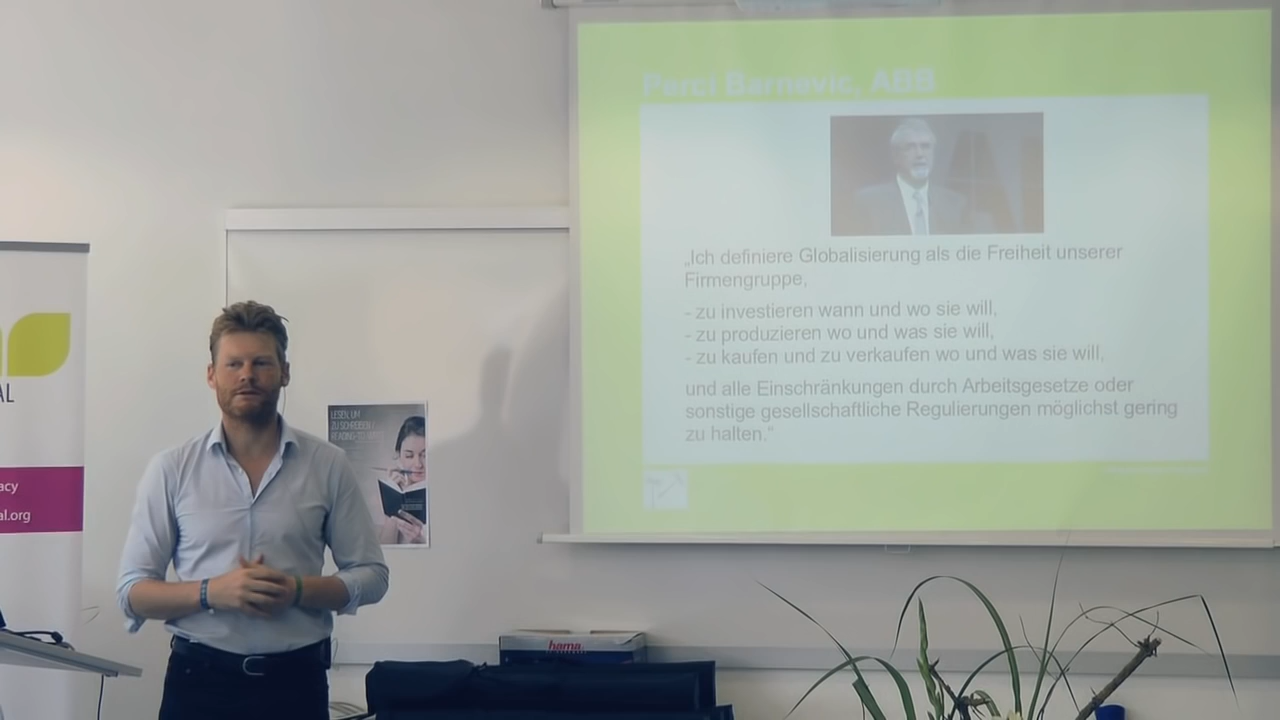 Perci Barnevic, ABB
„Ich definiere Globalisierung als die Freiheit unserer
Firmengruppe,
- zu investieren wann und wo sie will,
- zu produzieren wo und was sie will,
- zu kaufen und zu verkaufen wo und was sie will,
und alle Einschränkungen durch Arbeitsgesetze oder
sonstige gesellschaftliche Regulierungen möglichst gering
zu halten.“
AL
acy
al.org
LESEN, UM
ZU SCHREIBEN /
READING TO
hama